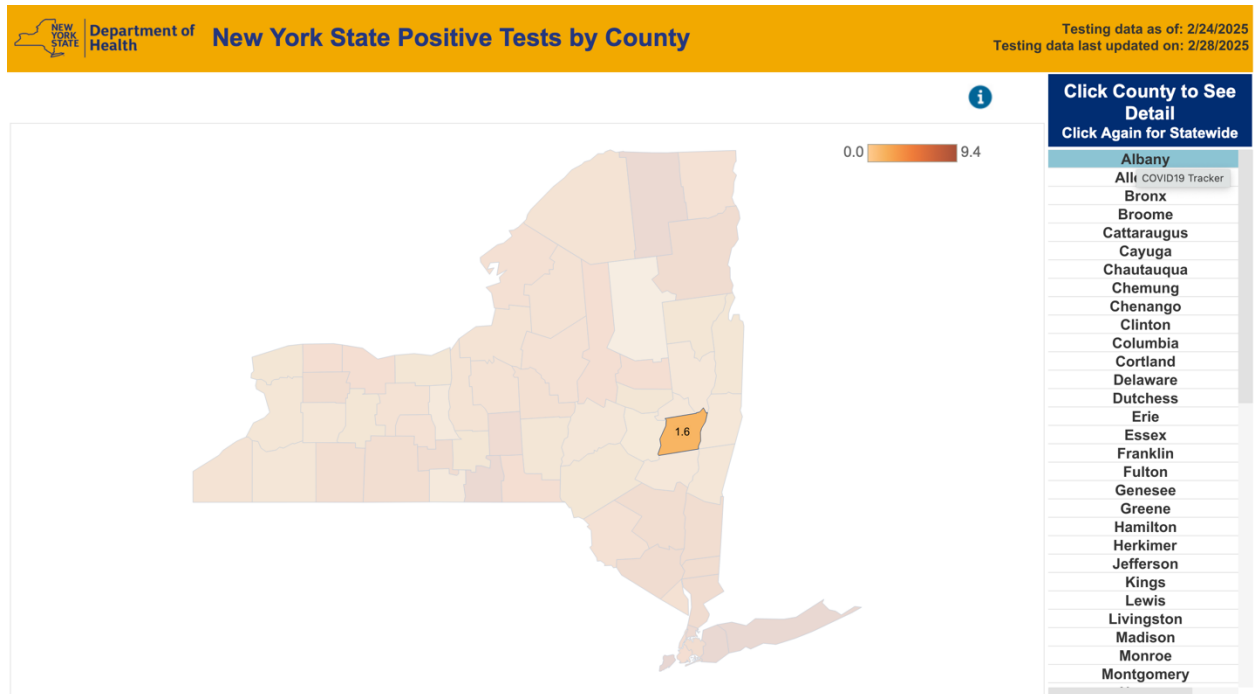 NEW
YORK
STATE
Department of
Health
New York State Positive Tests by County
Testing data as of: 2/24/2025
Testing data last updated on: 2/28/2025
Click County to See
Detail
Click Again for Statewide
0.0
9.4
1.6
Albany
COVID19 Tracker
Bronx
Broome
Cattaraugus
Cayuga
Chautauqua
Chemung
Chenango
Clinton
Columbia
Cortland
Delaware
Dutchess
Erie
Essex
Franklin
Fulton
Genesee
Greene
Hamilton
Herkimer
Jefferson
Kings
Lewis
Livingston
Madison
Monroe
Montgomery